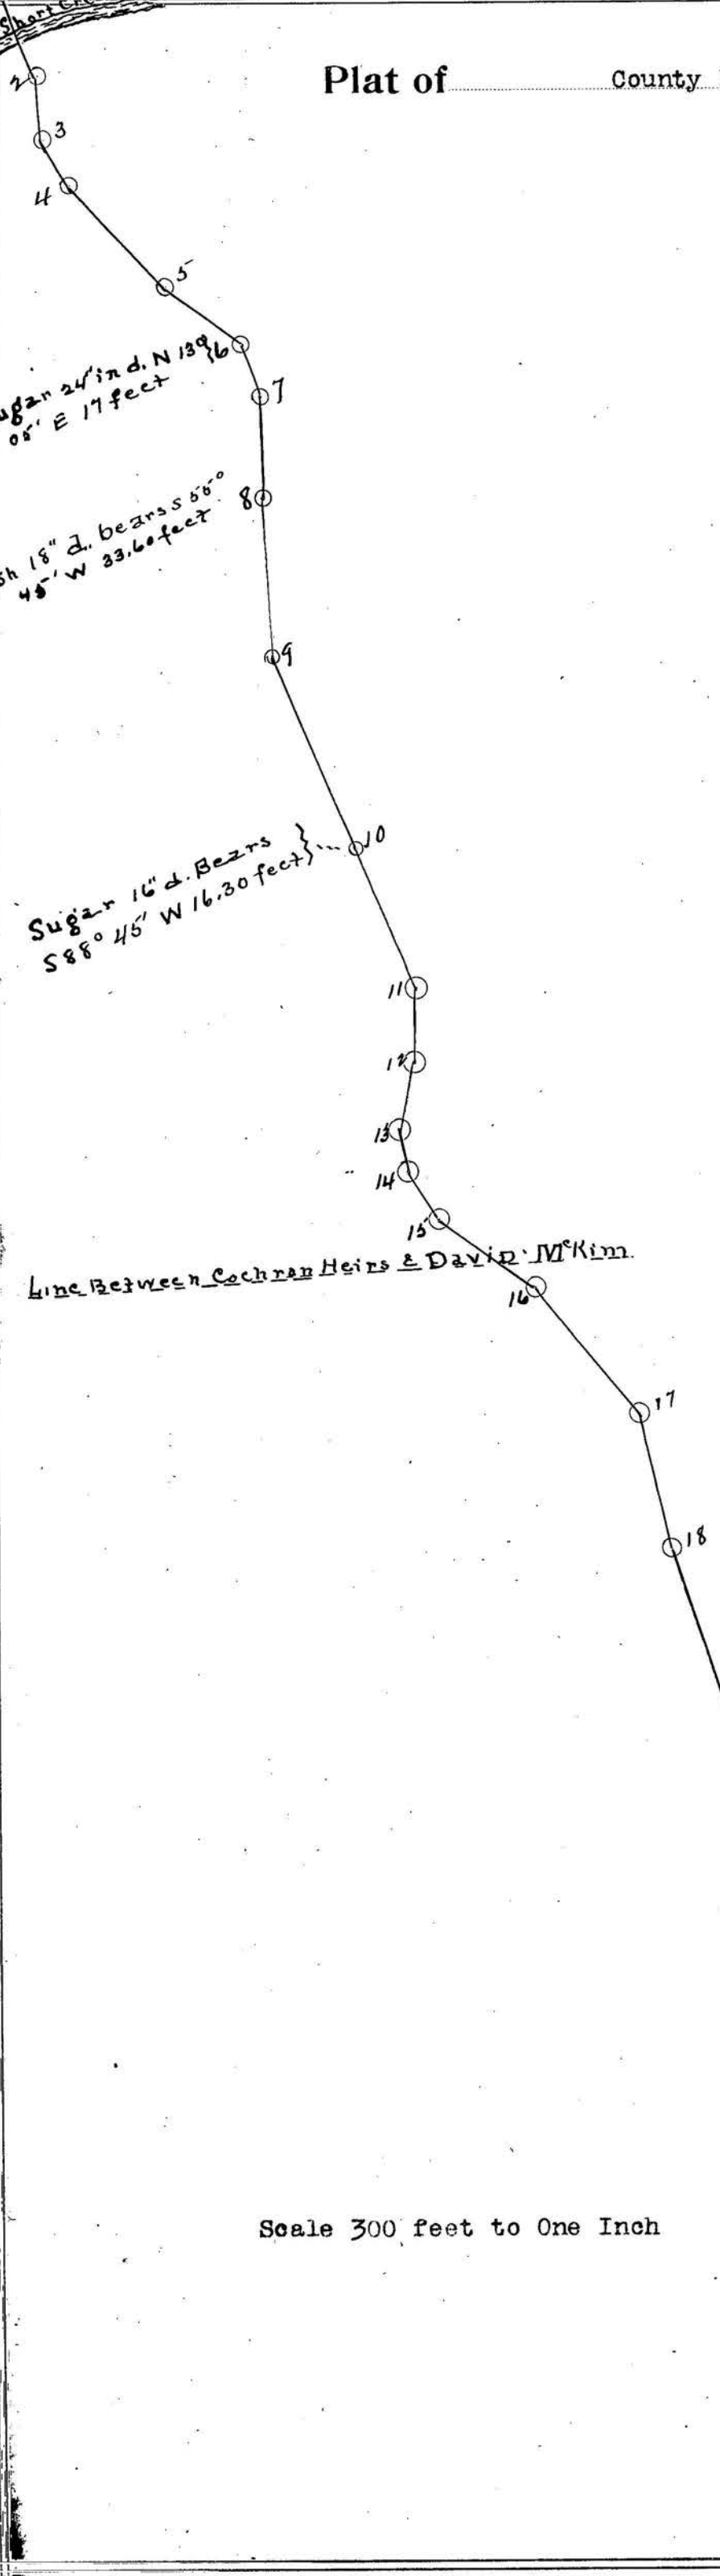 Short
Plat of County
2
3
4
5
6
ugar 24" in d. N 13°
05' E 17 feet
7
8
sh 18" d. bears S 55°
45' W 33.60 feet
9
10
Sugar 16" d. Bears
S 88° 45' W 16.30 feet
11
12
13
14
15
Line Between Cochran Heirs & David McKim.
16
17
18
Scale 300 feet to One Inch